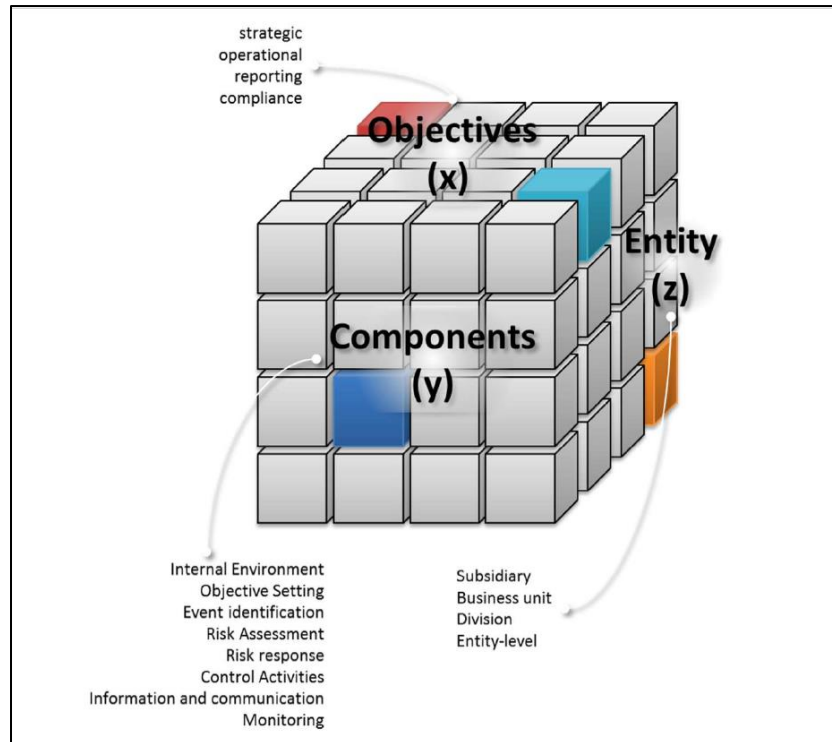 strategic
operational
reporting
compliance
Objectives
(x)
Entity
(z)
Components
(y)
Internal Environment
Objective Setting
Event identification
Risk Assessment
Risk response
Control Activities
Information and communication
Monitoring
Subsidiary
Business unit
Division
Entity-level